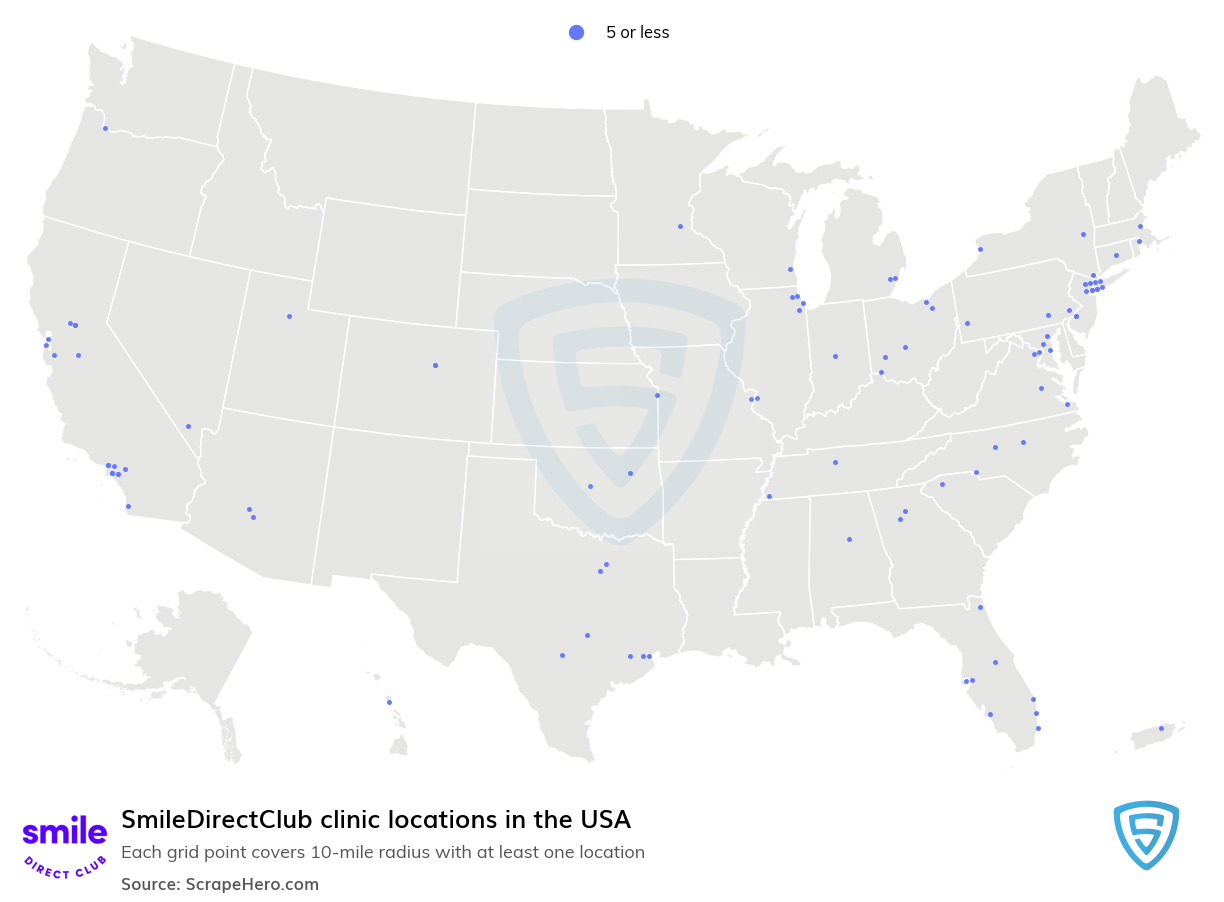 5 or less
smile
DIRECT CLUB
SmileDirectClub clinic locations in the USA
Each grid point covers 10-mile radius with at least one location
Source: ScrapeHero.com